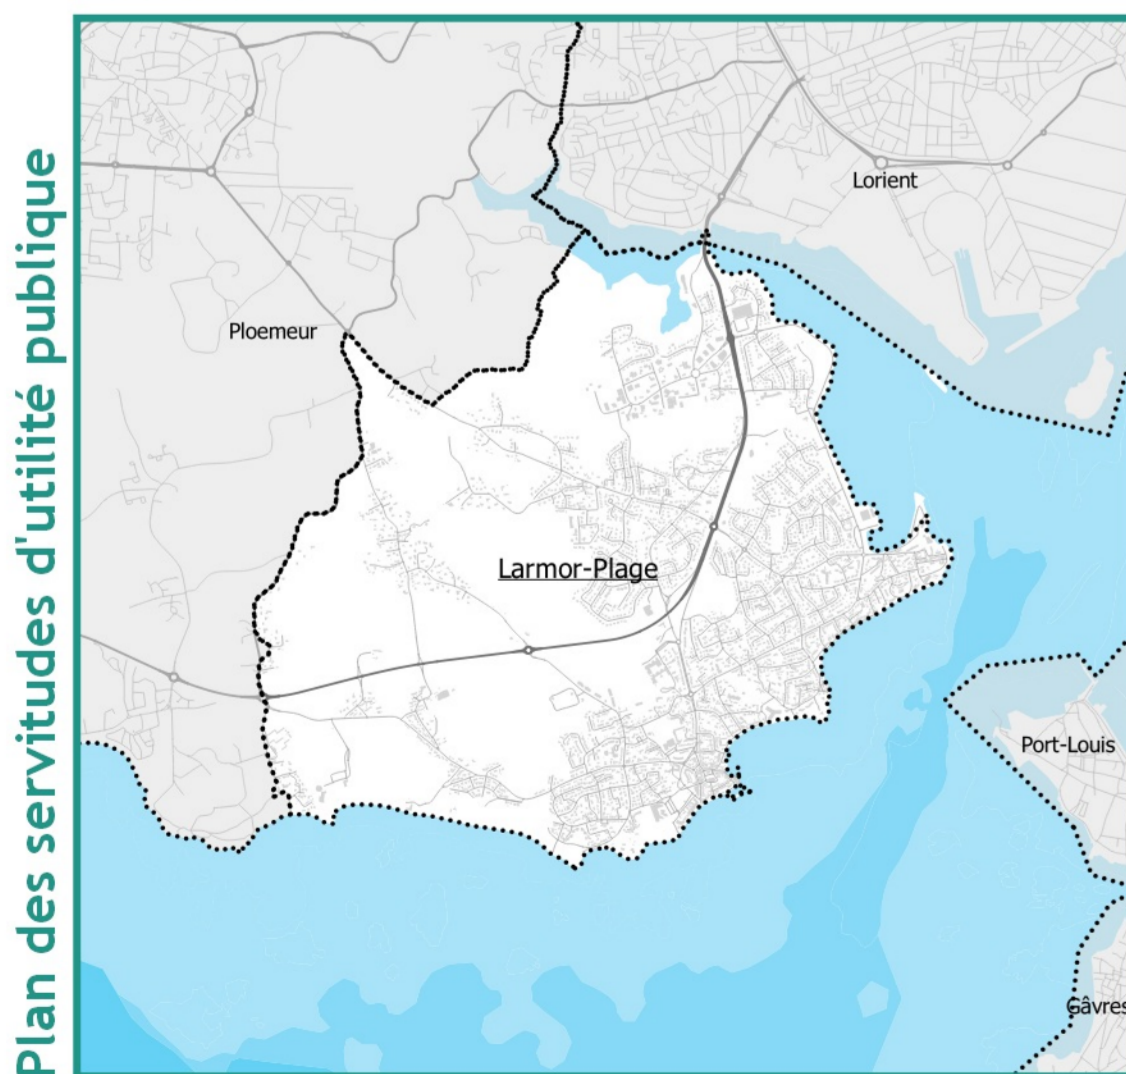 Plan des servitudes d'utilité publique
Lorient
Ploemeur
Larmor-Plage
Port-Louis
Gâvres